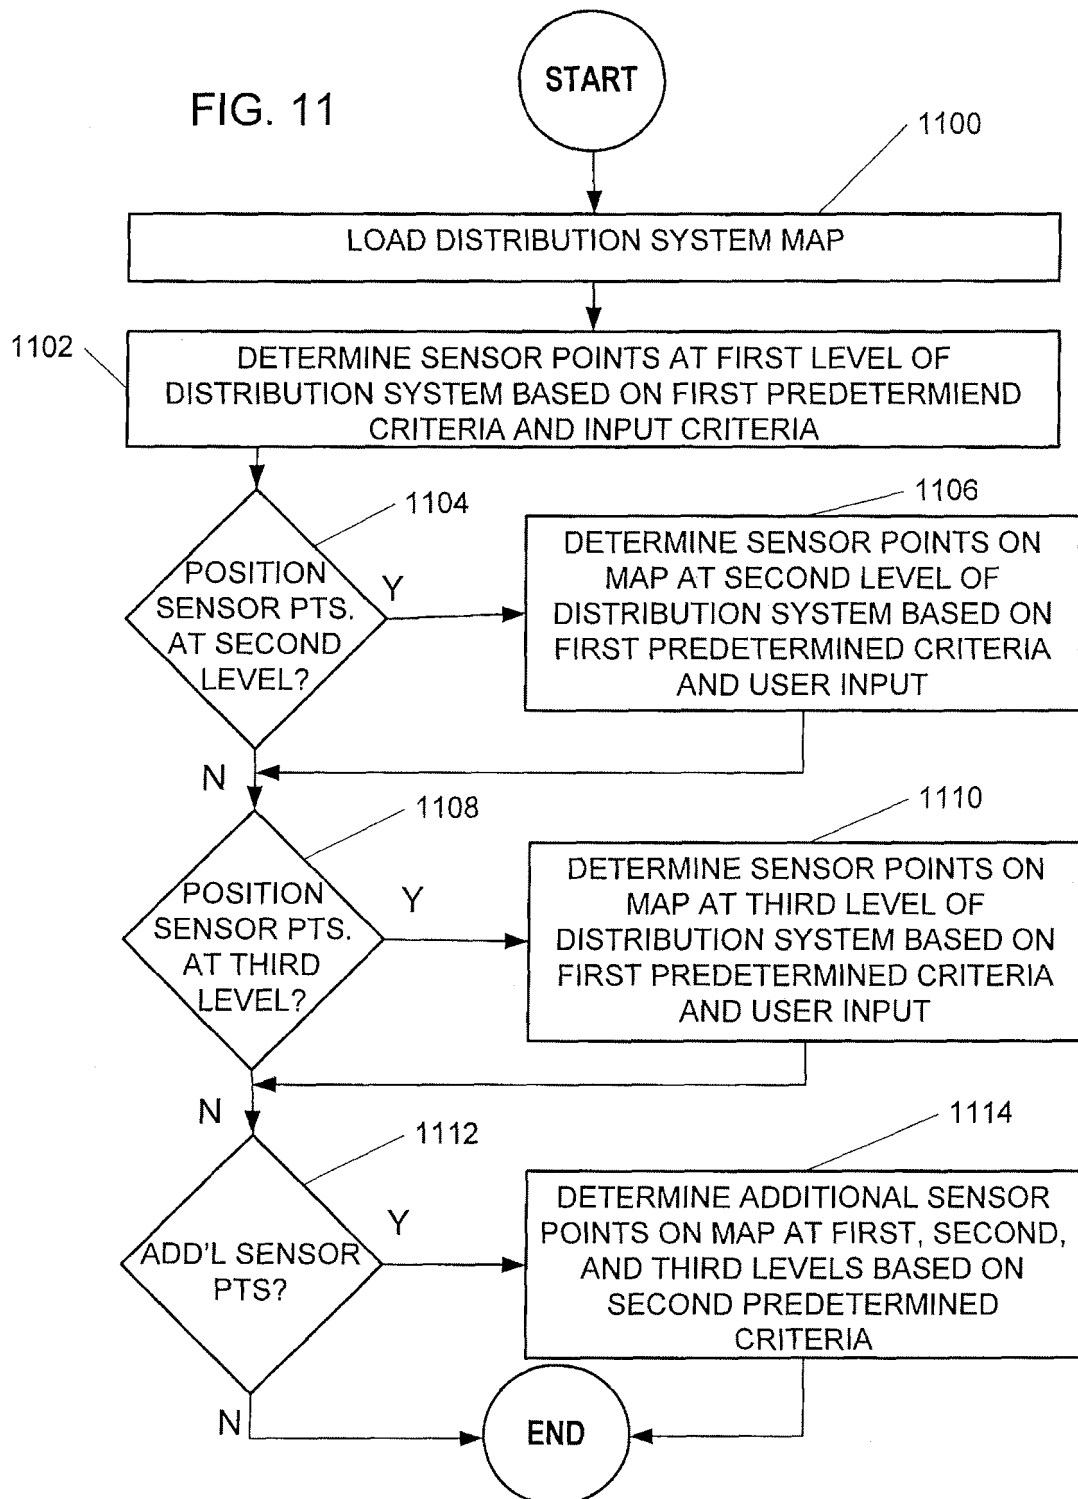 START
FIG. 11
1100
LOAD DISTRIBUTION SYSTEM MAP
1102
DETERMINE SENSOR POINTS AT FIRST LEVEL OF
DISTRIBUTION SYSTEM BASED ON FIRST PREDETERMIEND
CRITERIA AND INPUT CRITERIA
1104
POSITION
SENSOR PTS.
AT SECOND
LEVEL?
Y
1106
DETERMINE SENSOR POINTS ON
MAP AT SECOND LEVEL OF
DISTRIBUTION SYSTEM BASED ON
FIRST PREDETERMINED CRITERIA
AND USER INPUT
N
1108
POSITION
SENSOR PTS.
AT THIRD
LEVEL?
Y
1110
DETERMINE SENSOR POINTS ON
MAP AT THIRD LEVEL OF
DISTRIBUTION SYSTEM BASED ON
FIRST PREDETERMINED CRITERIA
AND USER INPUT
N
1112
ADD'L SENSOR
PTS?
Y
1114
DETERMINE ADDITIONAL SENSOR
POINTS ON MAP AT FIRST, SECOND,
AND THIRD LEVELS BASED ON
SECOND PREDETERMINED
CRITERIA
N
END